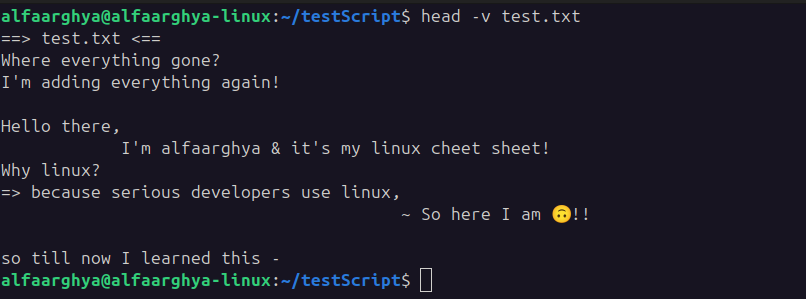 alfaarghya@alfaarghya-linux:~/testScript$ head -v test.txt
==> test.txt <==
Where everything gone?
I'm adding everything again!
Hello there,
I'm alfaarghya & it's my linux cheet sheet!
Why linux?
=> because serious developers use linux,
~ So here I am 🙃!!
so till now I learned this -
alfaarghya@alfaarghya-linux:~/testScript$